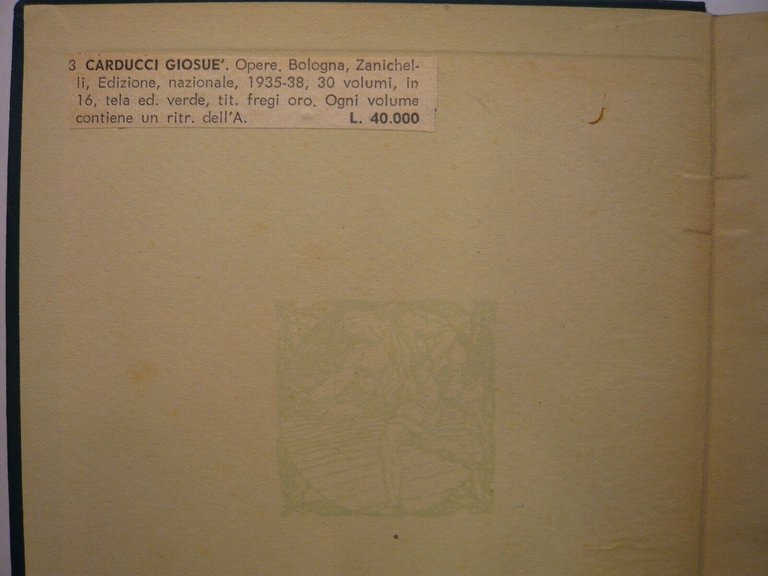 3 CARDUCCI GIOSUE'. Opere. Bologna, Zanichel-
li, Edizione, nazionale, 1935-38, 30 volumi, in
16, tela ed. verde, tit. fregi oro. Ogni volume
contiene un ritr. dell'A. L. 40.000